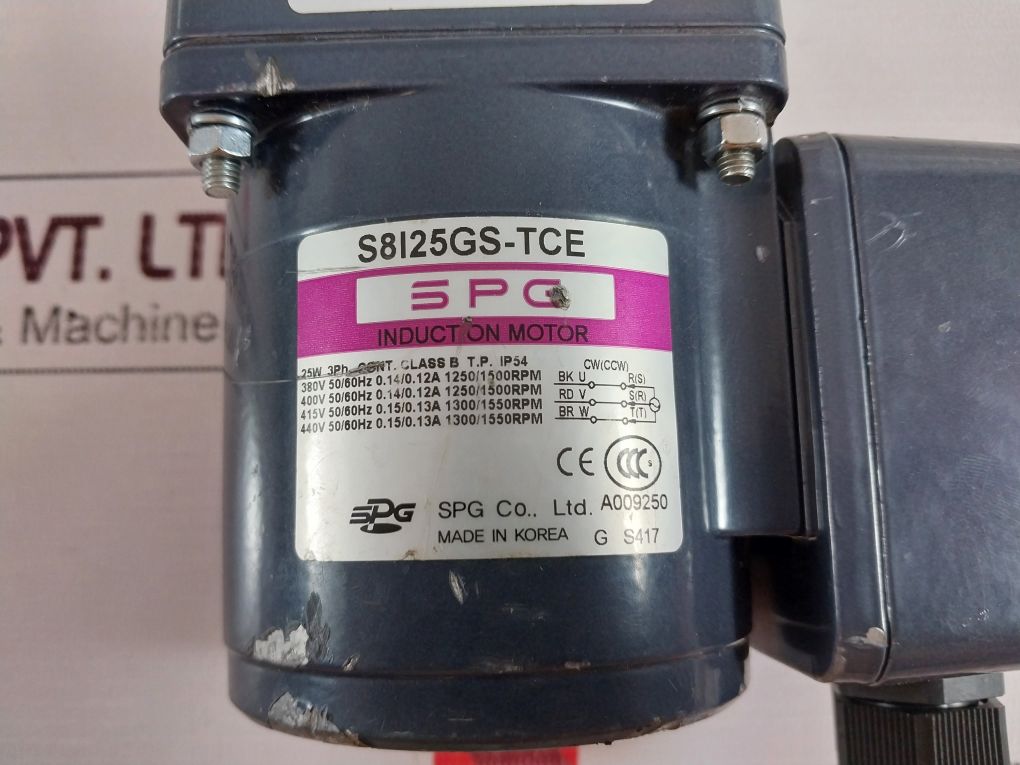 PVT. LT
& Machine
S8I25GS-TCE
SPG
INDUCTION MOTOR
25W 3Ph CONT. CLASS B T.P. IP54
380V 50/60Hz 0.14/0.12A 1250/1500RPM
400V 50/60Hz 0.14/0.12A 1250/1500RPM
415V 50/60Hz 0.15/0.13A 1300/1550RPM
440V 50/60Hz 0.15/0.13A 1300/1550RPM
CW(CCW)
BK U R(S)
RD V S(R)
BR W T(T)
CE CCC S
SPG SPG Co., Ltd. A009250
MADE IN KOREA G S417